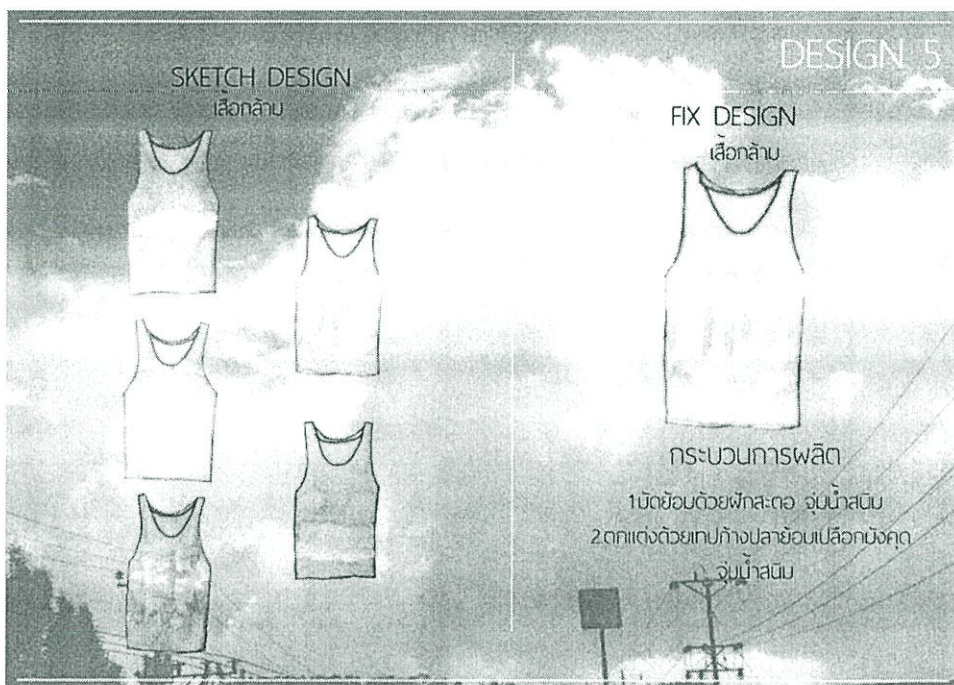 DESIGN 5
SKETCH DESIGN
เสื้อกล้าม
FIX DESIGN
เสื้อกล้าม
กระบวนการผลิต
1มัดย้อมด้วยฝักสะตอ จุ่มน้ำสนิม
2.ตกแต่งด้วยเทปก้างปลาย้อมเปลือกมังคุด
จุ่มน้ำสนิม